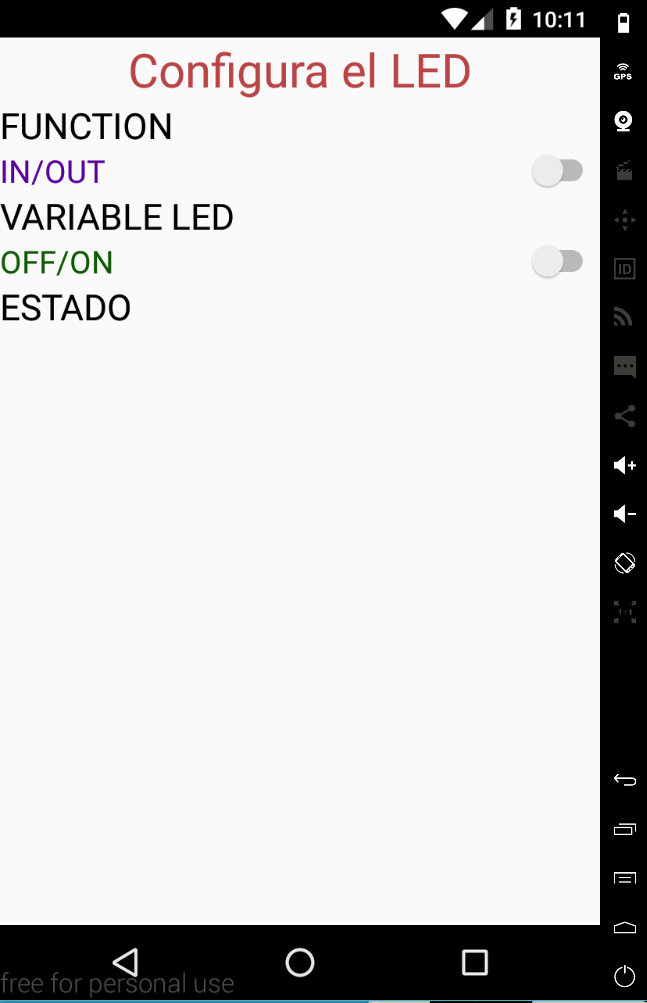 10:11
GPS
Configura el LED
FUNCTION
IN/OUT
VARIABLE LED
OFF/ON
ESTADO
ID
1:1
free for personal use